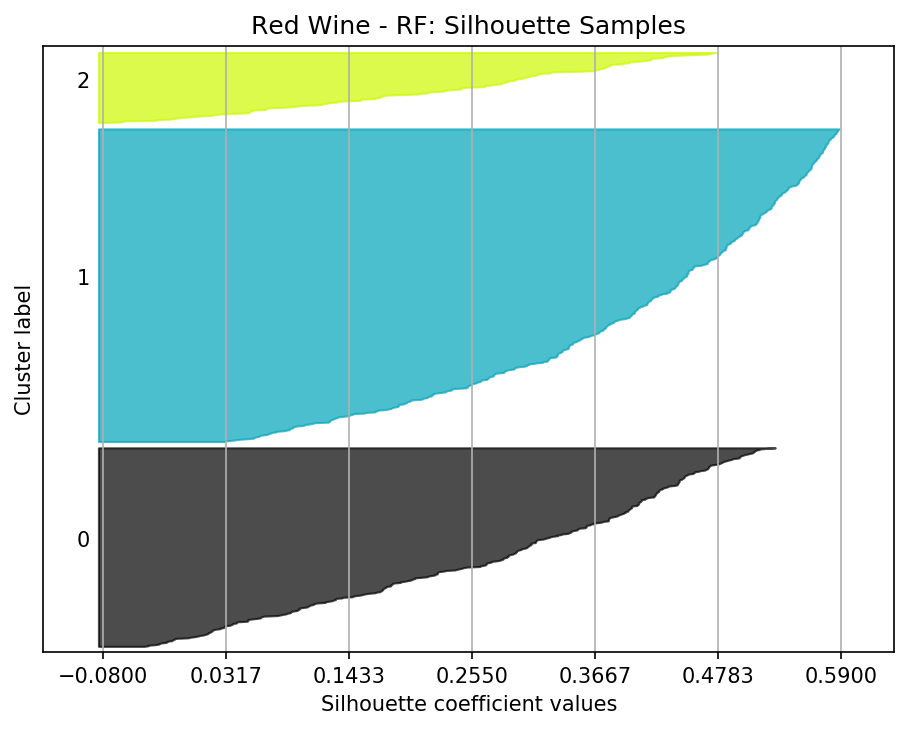 Red Wine - RF: Silhouette Samples
2
1
0
Cluster label
−0.0800 0.0317 0.1433 0.2550 0.3667 0.4783 0.5900
Silhouette coefficient values